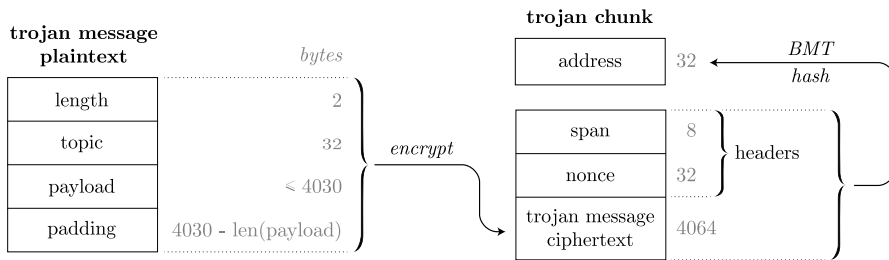 trojan message
plaintext
bytes
length 2
topic 32
payload ⩽ 4030
padding 4030 - len(payload)
encrypt
trojan chunk
address 32
BMT
hash
span 8
nonce 32
headers
trojan message
ciphertext
4064